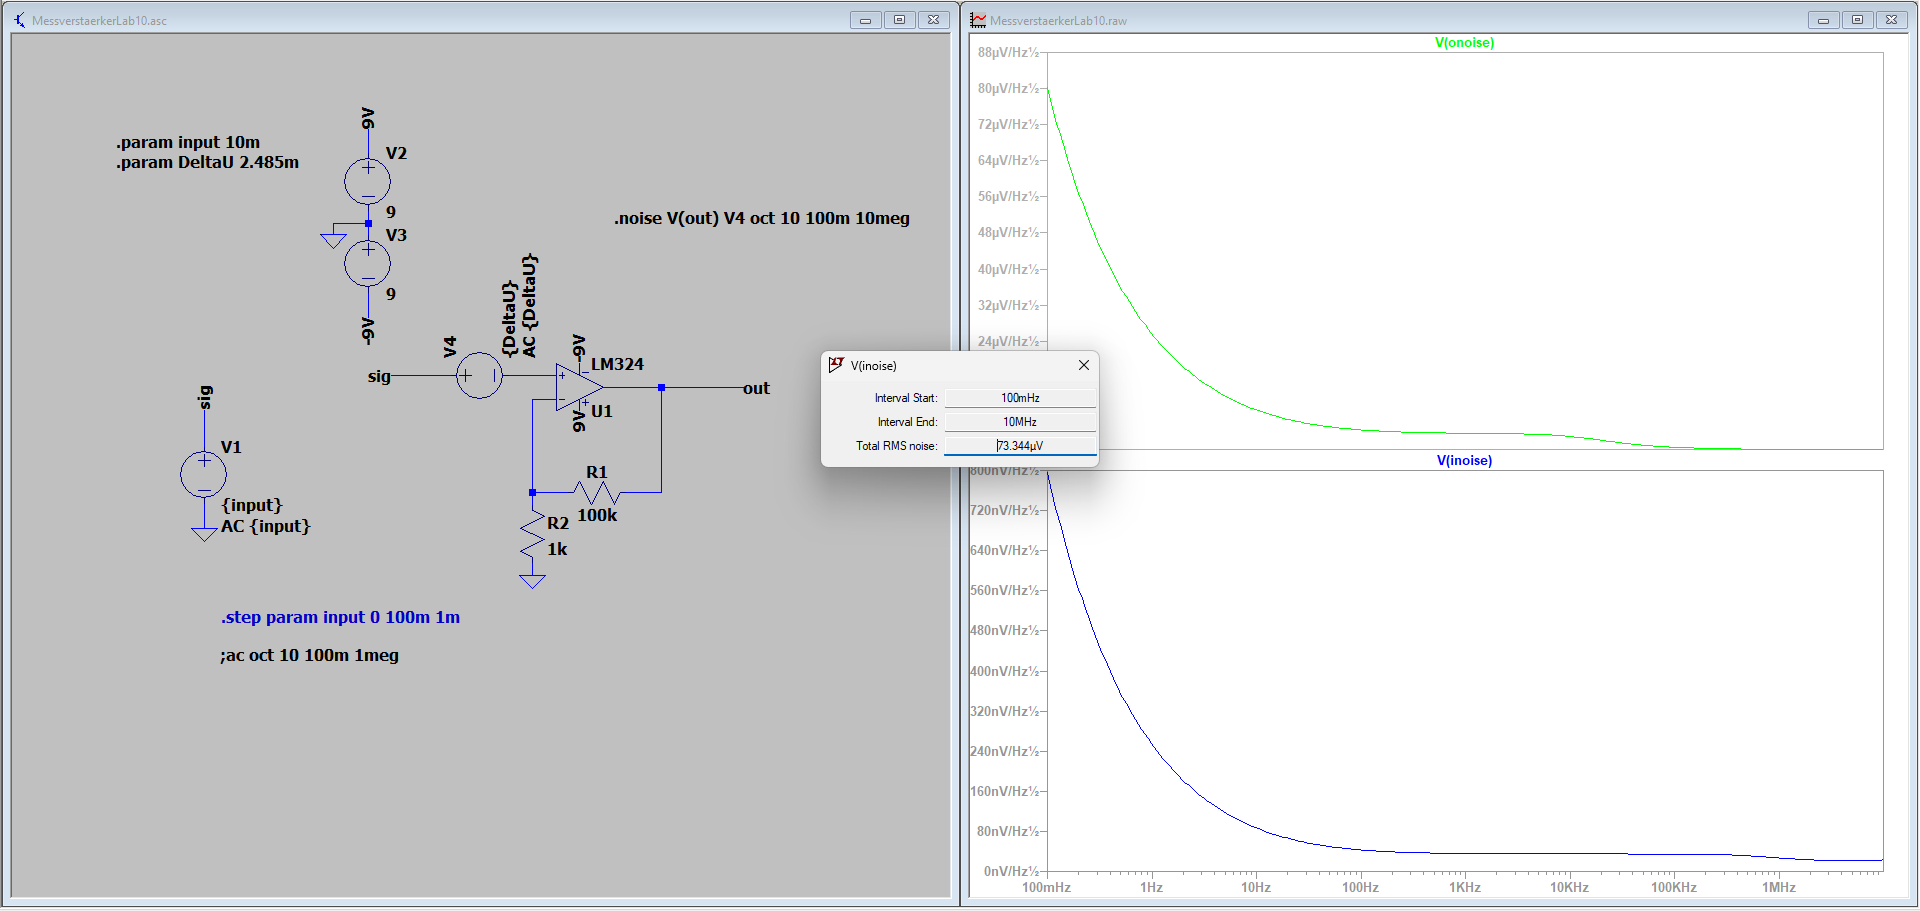 MessverstaerkerLab10.asc
.param input 10m
.param DeltaU 2.485m
9V
V2
9
V3
9
-9V
.noise V(out) V4 oct 10 100m 10meg
sig
V4
{DeltaU}
AC {DeltaU}
-9V
LM324
U1
9V
out
sig
V1
{input}
AC {input}
R1
100k
R2
1k
.step param input 0 100m 1m
;ac oct 10 100m 1meg
V(inoise)
Interval Start: 100mHz
Interval End: 10MHz
Total RMS noise: 73.344µV
MessverstaerkerLab10.raw
V(onoise)
88µV/Hz½
80µV/Hz½
72µV/Hz½
64µV/Hz½
56µV/Hz½
48µV/Hz½
40µV/Hz½
32µV/Hz½
24µV/Hz½
V(inoise)
800nV/Hz½
720nV/Hz½
640nV/Hz½
560nV/Hz½
480nV/Hz½
400nV/Hz½
320nV/Hz½
240nV/Hz½
160nV/Hz½
80nV/Hz½
0nV/Hz½
100mHz 1Hz 10Hz 100Hz 1KHz 10KHz 100KHz 1MHz